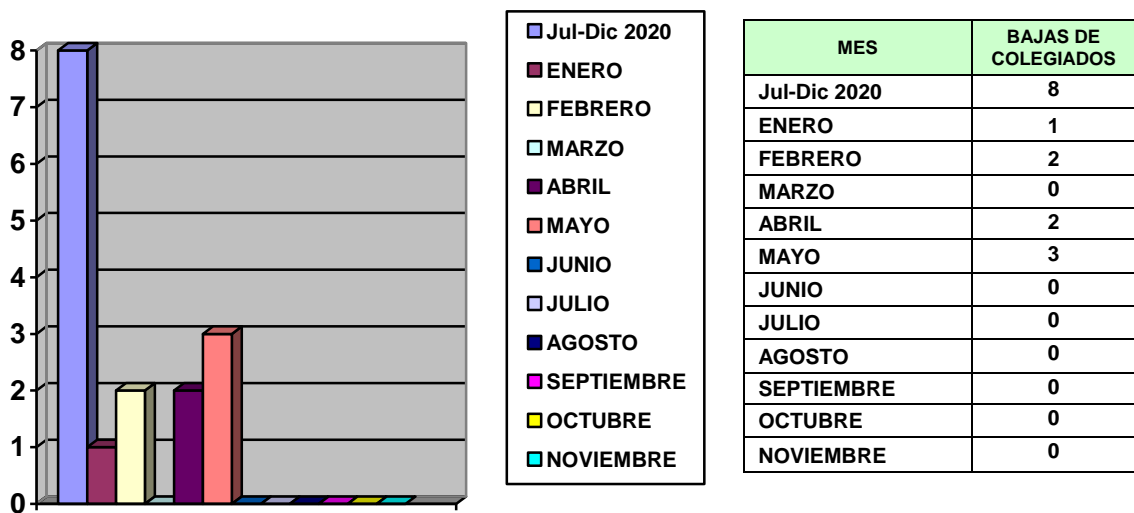 8
7
6
5
4
3
2
1
0
Jul-Dic 2020
ENERO
FEBRERO
MARZO
ABRIL
MAYO
JUNIO
JULIO
AGOSTO
SEPTIEMBRE
OCTUBRE
NOVIEMBRE
MES BAJAS DE COLEGIADOS
Jul-Dic 2020 8
ENERO 1
FEBRERO 2
MARZO 0
ABRIL 2
MAYO 3
JUNIO 0
JULIO 0
AGOSTO 0
SEPTIEMBRE 0
OCTUBRE 0
NOVIEMBRE 0